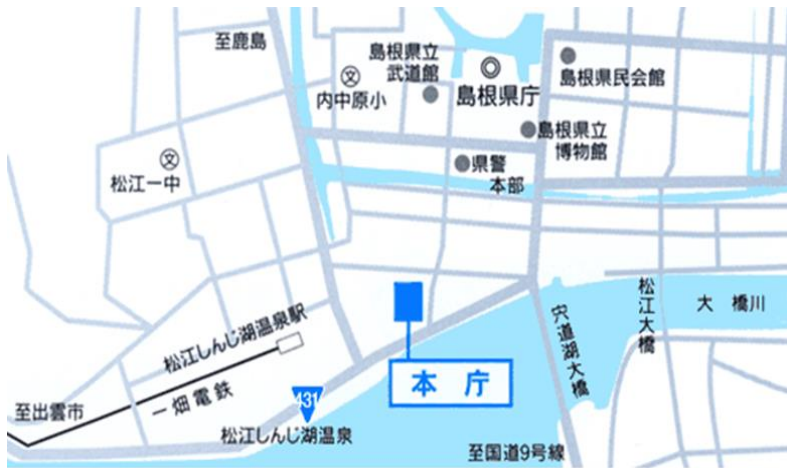 至鹿島
島根県立
武道館
文
内中原小
島根県庁
島根県民会館
島根県立
博物館
県警
本部
文
松江一中
松江しんじ湖温泉駅
一畑電鉄
至出雲市
431
松江しんじ湖温泉
本庁
宍道湖大橋
松江大橋
大橋川
至国道9号線